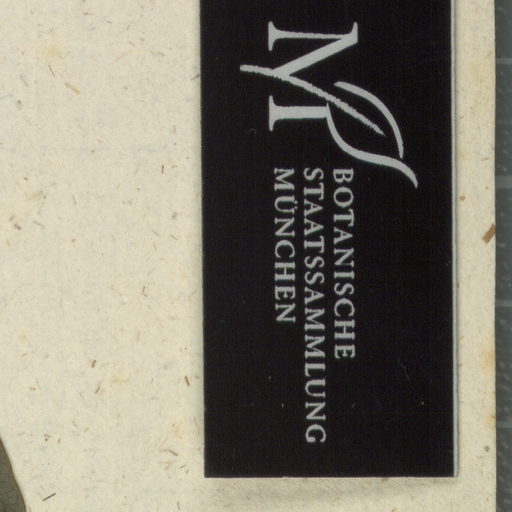 M
BOTANISCHE
STAATSSAMMLUNG
MÜNCHEN